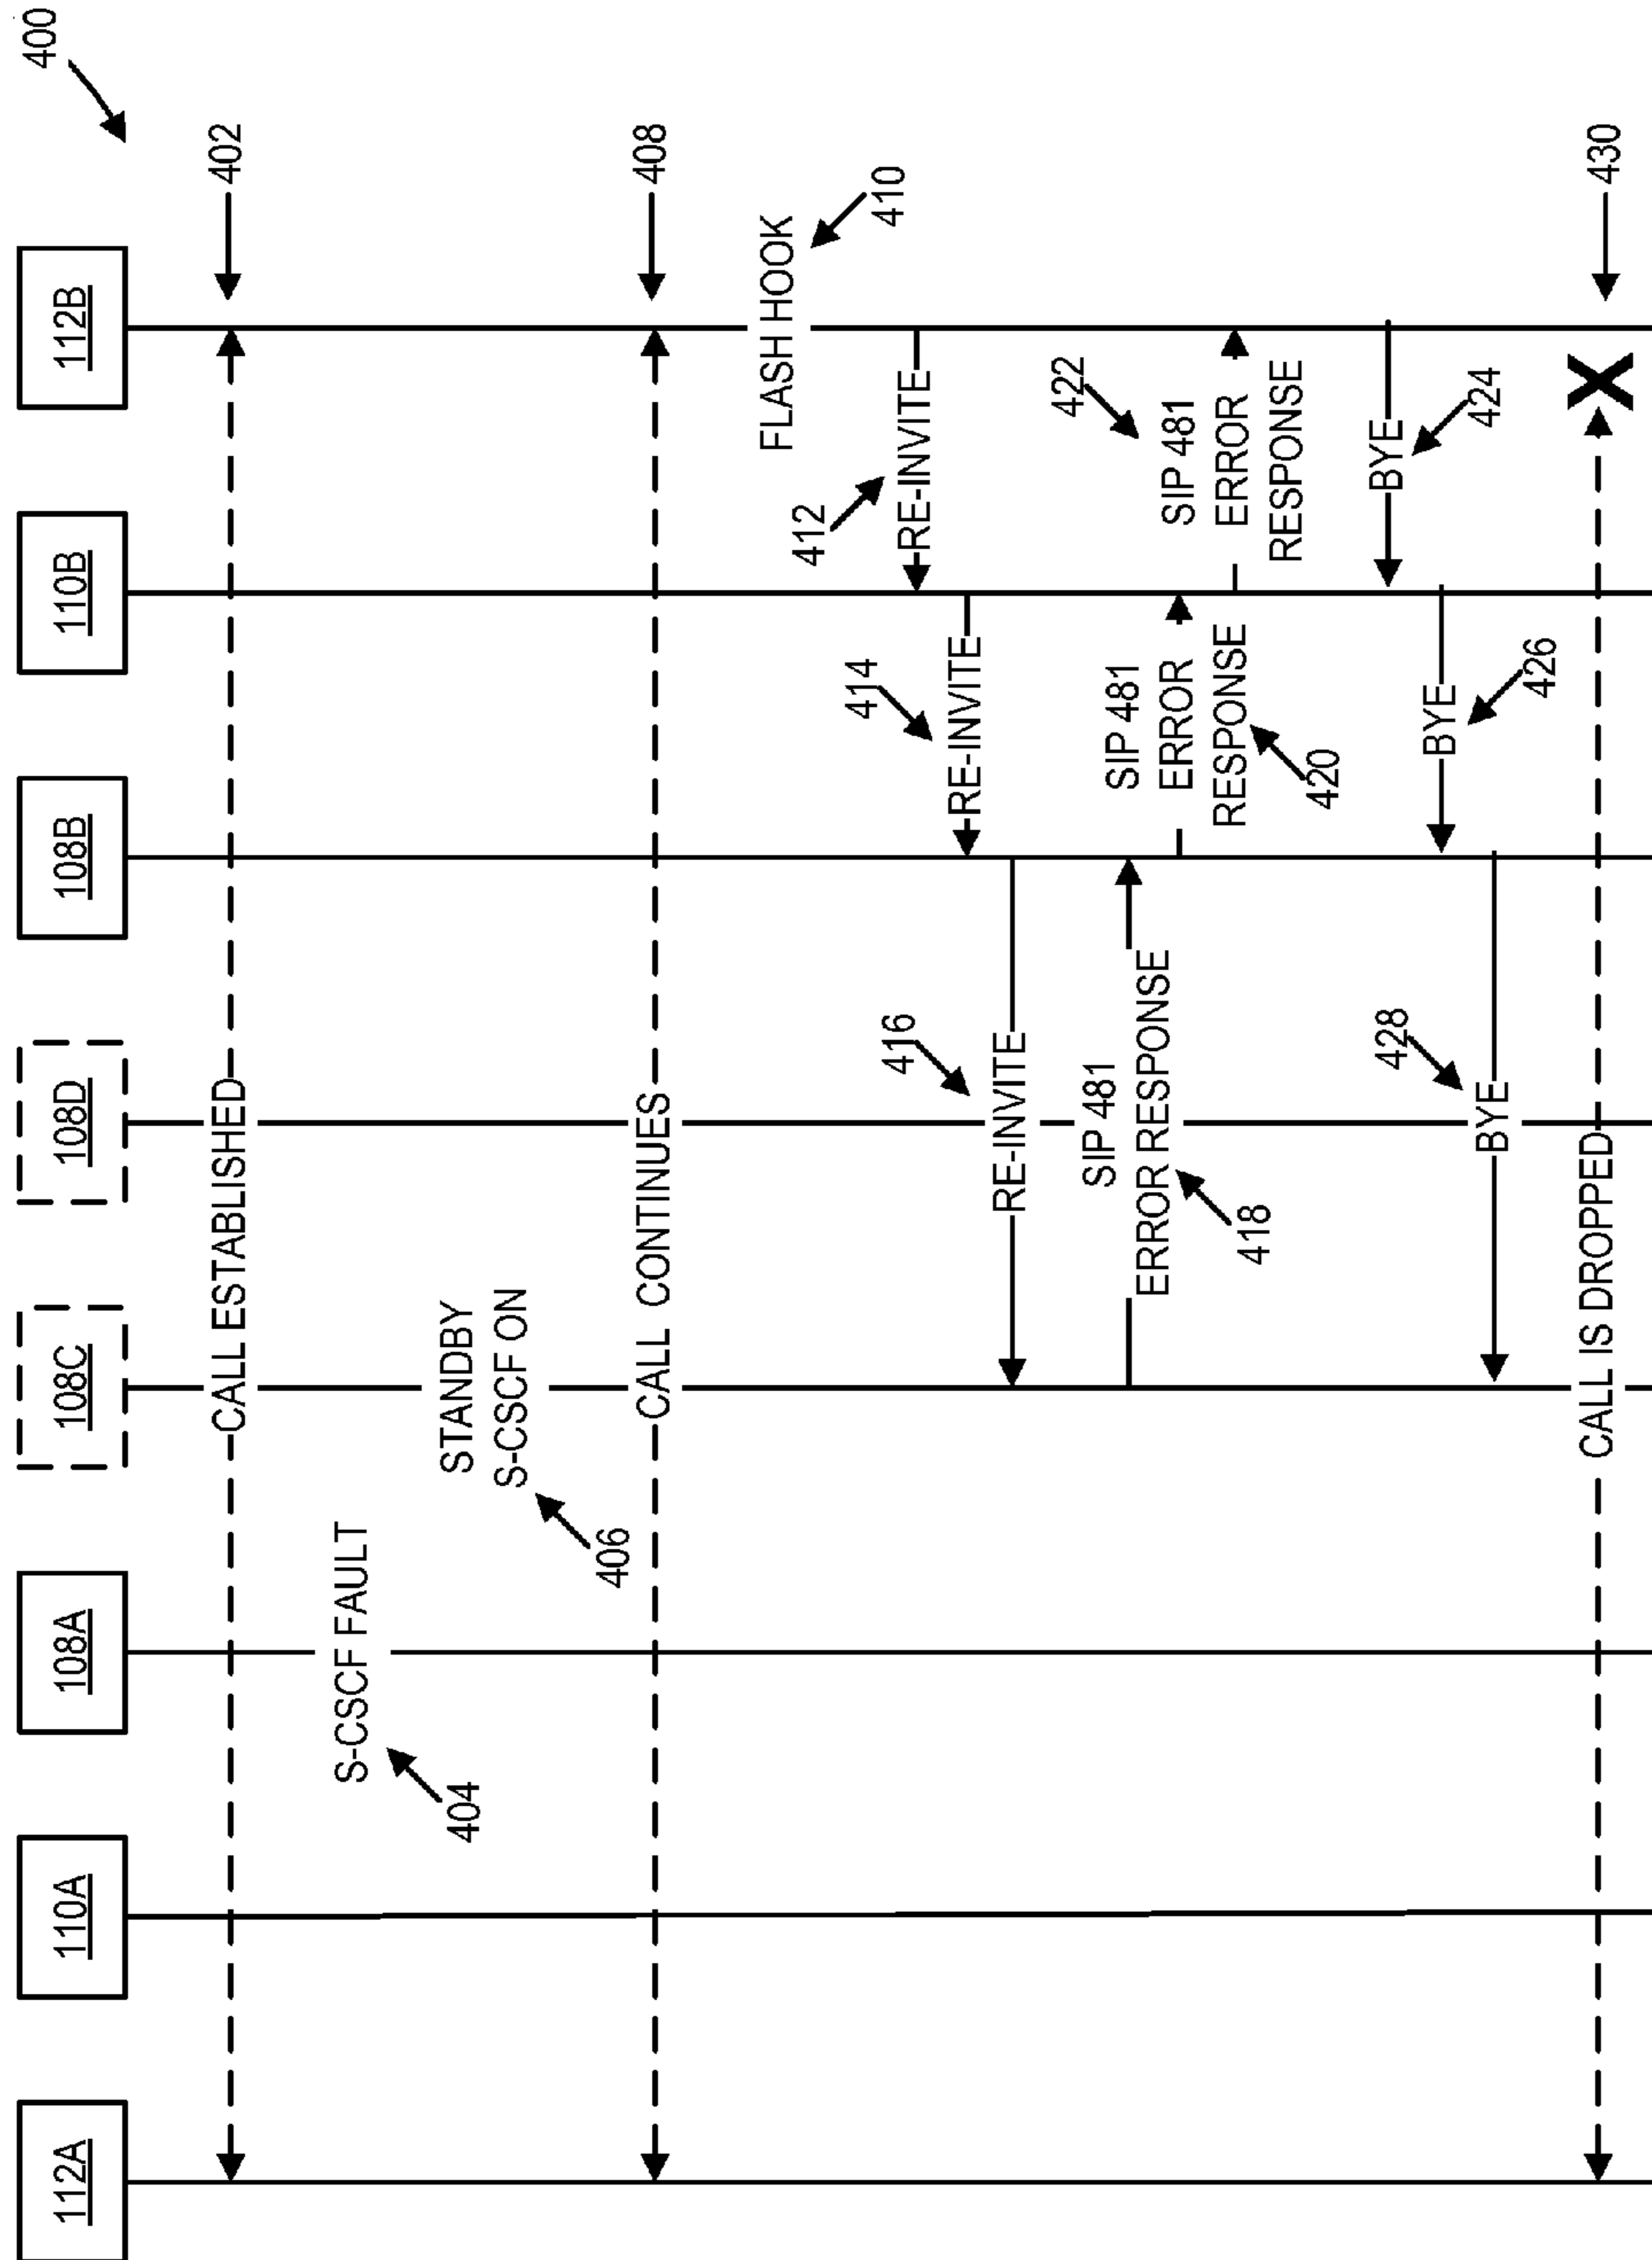 400
112A
110A
108A
108C
108D
108B
110B
112B
CALL ESTABLISHED
402
S-CSCF FAULT
404
STANDBY
S-CSCF ON
406
CALL CONTINUES
408
FLASH HOOK
410
RE-INVITE
412
RE-INVITE
414
RE-INVITE
416
SIP 481
ERROR RESPONSE
418
SIP 481
ERROR
RESPONSE
420
SIP 481
ERROR
RESPONSE
422
BYE
424
BYE
426
BYE
428
CALL IS DROPPED
X
430